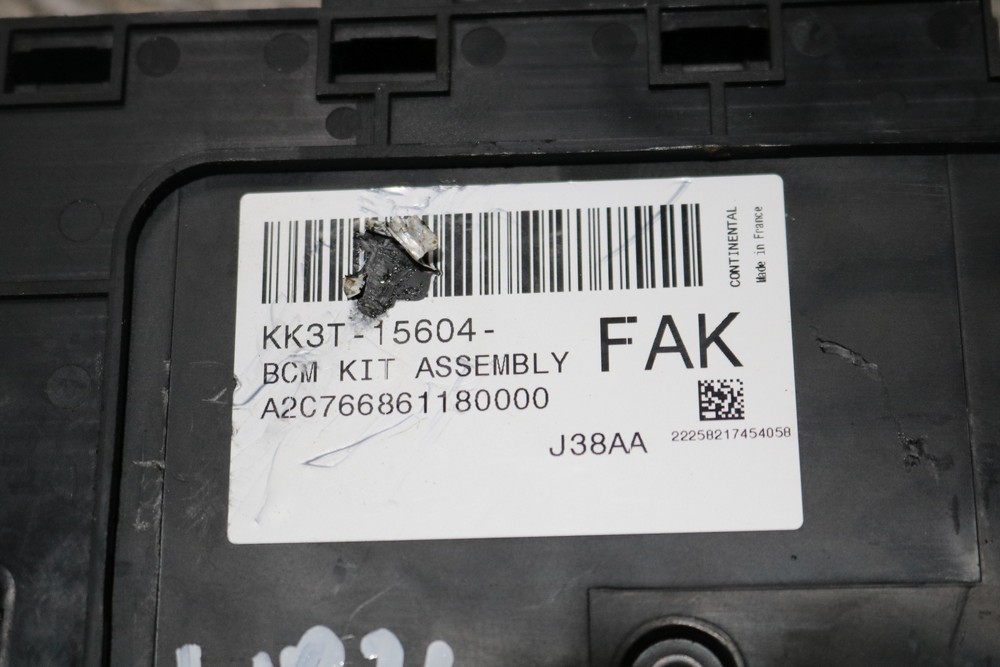 KK3T-15604-
FAK
BCM KIT ASSEMBLY
A2C766861180000
J38AA
22258217454058
CONTINENTAL
Made in France